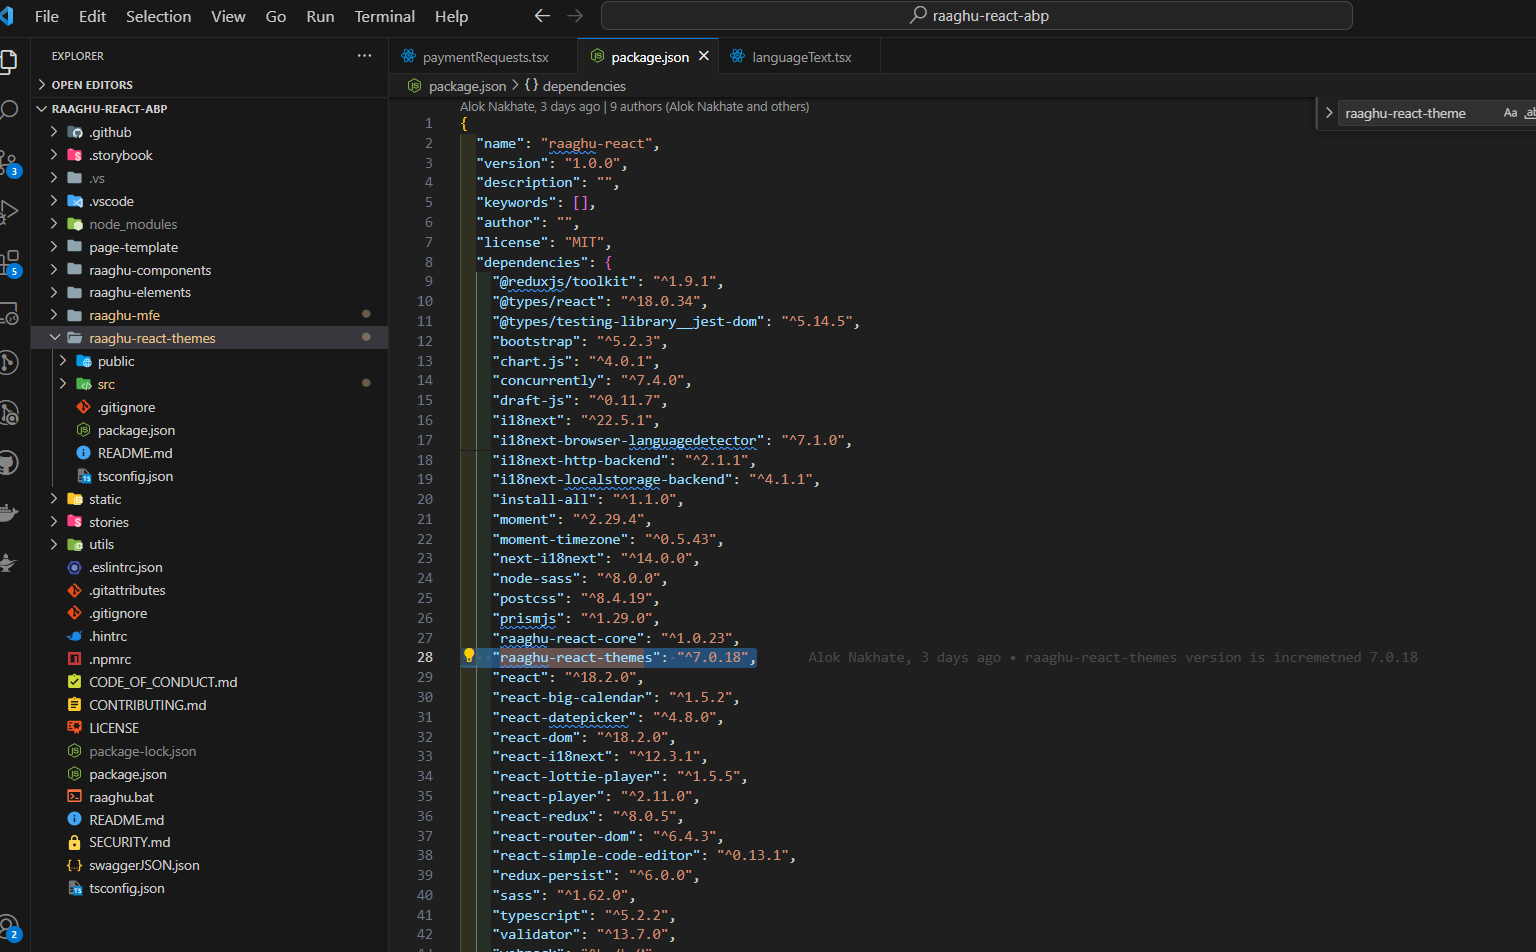 File Edit Selection View Go Run Terminal Help
raaghu-react-abp
EXPLORER
OPEN EDITORS
RAAGHU-REACT-ABP
.github
.storybook
.vs
.vscode
node_modules
page-template
raaghu-components
raaghu-elements
raaghu-mfe
raaghu-react-themes
public
src
.gitignore
package.json
README.md
tsconfig.json
static
stories
utils
.eslintrc.json
.gitattributes
.gitignore
.hintrc
.npmrc
CODE_OF_CONDUCT.md
CONTRIBUTING.md
LICENSE
package-lock.json
package.json
raaghu.bat
README.md
SECURITY.md
swaggerJSON.json
tsconfig.json
3
5
2
paymentRequests.tsx package.json languageText.tsx
package.json > {} dependencies
raaghu-react-theme Aa
Alok Nakhate, 3 days ago | 9 authors (Alok Nakhate and others)
1 {
2 "name": "raaghu-react",
3 "version": "1.0.0",
4 "description": "",
5 "keywords": [],
6 "author": "",
7 "license": "MIT",
8 "dependencies": {
9 "@reduxjs/toolkit": "^1.9.1",
10 "@types/react": "^18.0.34",
11 "@types/testing-library__jest-dom": "^5.14.5",
12 "bootstrap": "^5.2.3",
13 "chart.js": "^4.0.1",
14 "concurrently": "^7.4.0",
15 "draft-js": "^0.11.7",
16 "i18next": "^22.5.1",
17 "i18next-browser-languagedetector": "^7.1.0",
18 "i18next-http-backend": "^2.1.1",
19 "i18next-localstorage-backend": "^4.1.1",
20 "install-all": "^1.1.0",
21 "moment": "^2.29.4",
22 "moment-timezone": "^0.5.43",
23 "next-i18next": "^14.0.0",
24 "node-sass": "^8.0.0",
25 "postcss": "^8.4.19",
26 "prismjs": "^1.29.0",
27 "raaghu-react-core": "^1.0.23",
28 "raaghu-react-themes": "^7.0.18", Alok Nakhate, 3 days ago • raaghu-react-themes version is incremetned 7.0.18
29 "react": "^18.2.0",
30 "react-big-calendar": "^1.5.2",
31 "react-datepicker": "^4.8.0",
32 "react-dom": "^18.2.0",
33 "react-i18next": "^12.3.1",
34 "react-lottie-player": "^1.5.5",
35 "react-player": "^2.11.0",
36 "react-redux": "^8.0.5",
37 "react-router-dom": "^6.4.3",
38 "react-simple-code-editor": "^0.13.1",
39 "redux-persist": "^6.0.0",
40 "sass": "^1.62.0",
41 "typescript": "^5.2.2",
42 "validator": "^13.7.0",